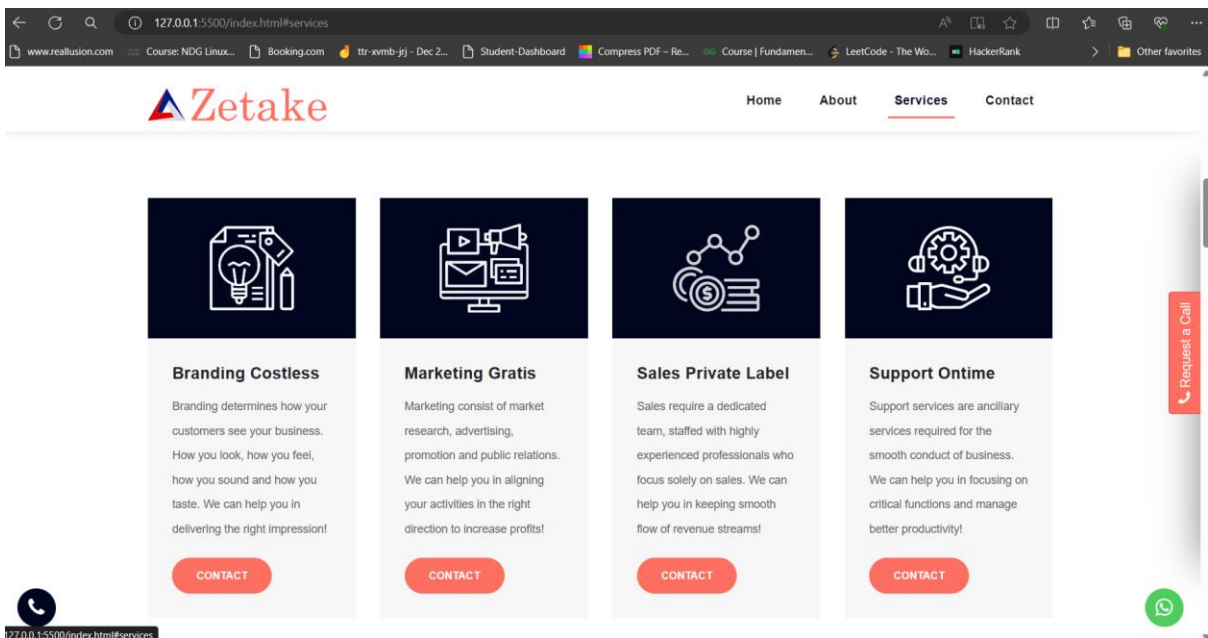 127.0.0.1:5500/index.html#services
www.reallusion.com Course: NDG Linux... Booking.com ttr-xvmb-jrj - Dec 2... Student-Dashboard Compress PDF – Re... Course | Fundamen... LeetCode - The Wo... HackerRank Other favorites
Zetake
Home About Services Contact
Request a Call
Branding Costless
Branding determines how your
customers see your business.
How you look, how you feel,
how you sound and how you
taste. We can help you in
delivering the right impression!
CONTACT
Marketing Gratis
Marketing consist of market
research, advertising,
promotion and public relations.
We can help you in aligning
your activities in the right
direction to increase profits!
CONTACT
Sales Private Label
Sales require a dedicated
team, staffed with highly
experienced professionals who
focus solely on sales. We can
help you in keeping smooth
flow of revenue streams!
CONTACT
Support Ontime
Support services are ancillary
services required for the
smooth conduct of business.
We can help you in focusing on
critical functions and manage
better productivity!
CONTACT
127.0.0.1:5500/index.html#services